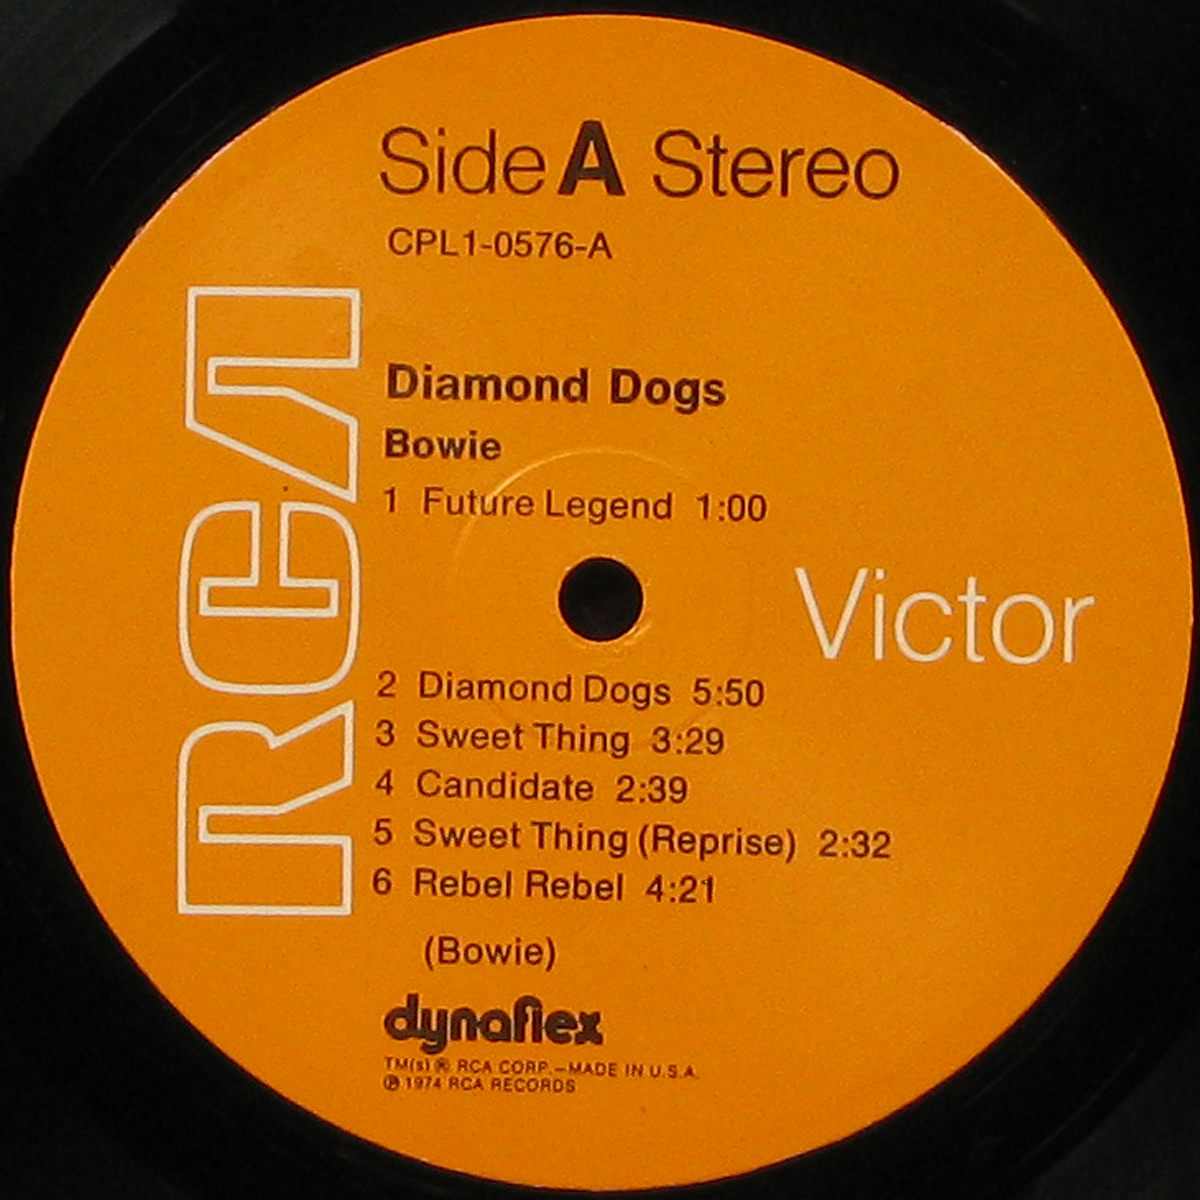 Side A Stereo
CPL1-0576-A
RCA
Diamond Dogs
Bowie
1 Future Legend 1:00
Victor
2 Diamond Dogs 5:50
3 Sweet Thing 3:29
4 Candidate 2:39
5 Sweet Thing (Reprise) 2:32
6 Rebel Rebel 4:21
(Bowie)
dynaflex
TM(s) ® RCA CORP.—MADE IN U.S.A.
℗ 1974 RCA RECORDS